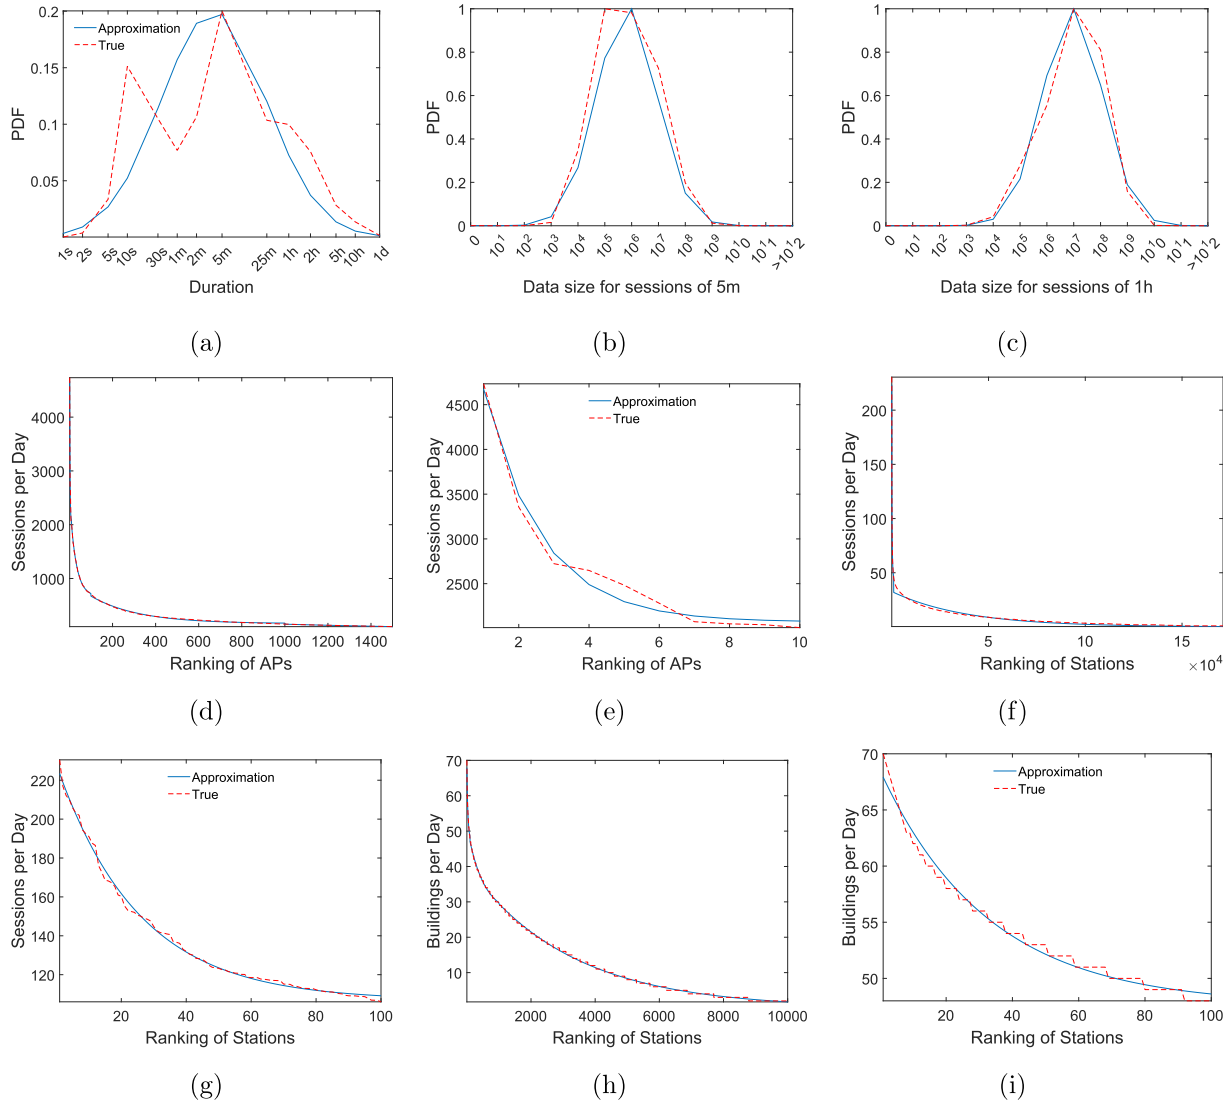 0.2
0.15
0.1
0.05
PDF
Approximation
True
1s 2s 5s 10s 30s 1m 2m 5m 25m 1h 2h 5h 10h 1d
Duration
(a)
1
0.8
0.6
0.4
0.2
0
PDF
0 10^1 10^2 10^3 10^4 10^5 10^6 10^7 10^8 10^9 10^10 10^11 >10^12
Data size for sessions of 5m
(b)
1
0.8
0.6
0.4
0.2
0
PDF
0 10^1 10^2 10^3 10^4 10^5 10^6 10^7 10^8 10^9 10^10 10^11 >10^12
Data size for sessions of 1h
(c)
4000
3000
2000
1000
Sessions per Day
200 400 600 800 1000 1200 1400
Ranking of APs
(d)
4500
4000
3500
3000
2500
Sessions per Day
Approximation
True
2 4 6 8 10
Ranking of APs
(e)
200
150
100
50
Sessions per Day
5 10 15
Ranking of Stations ×10^4
(f)
220
200
180
160
140
120
Sessions per Day
Approximation
True
20 40 60 80 100
Ranking of Stations
(g)
70
60
50
40
30
20
10
Buildings per Day
2000 4000 6000 8000 10000
Ranking of Stations
(h)
70
65
60
55
50
Buildings per Day
Approximation
True
20 40 60 80 100
Ranking of Stations
(i)